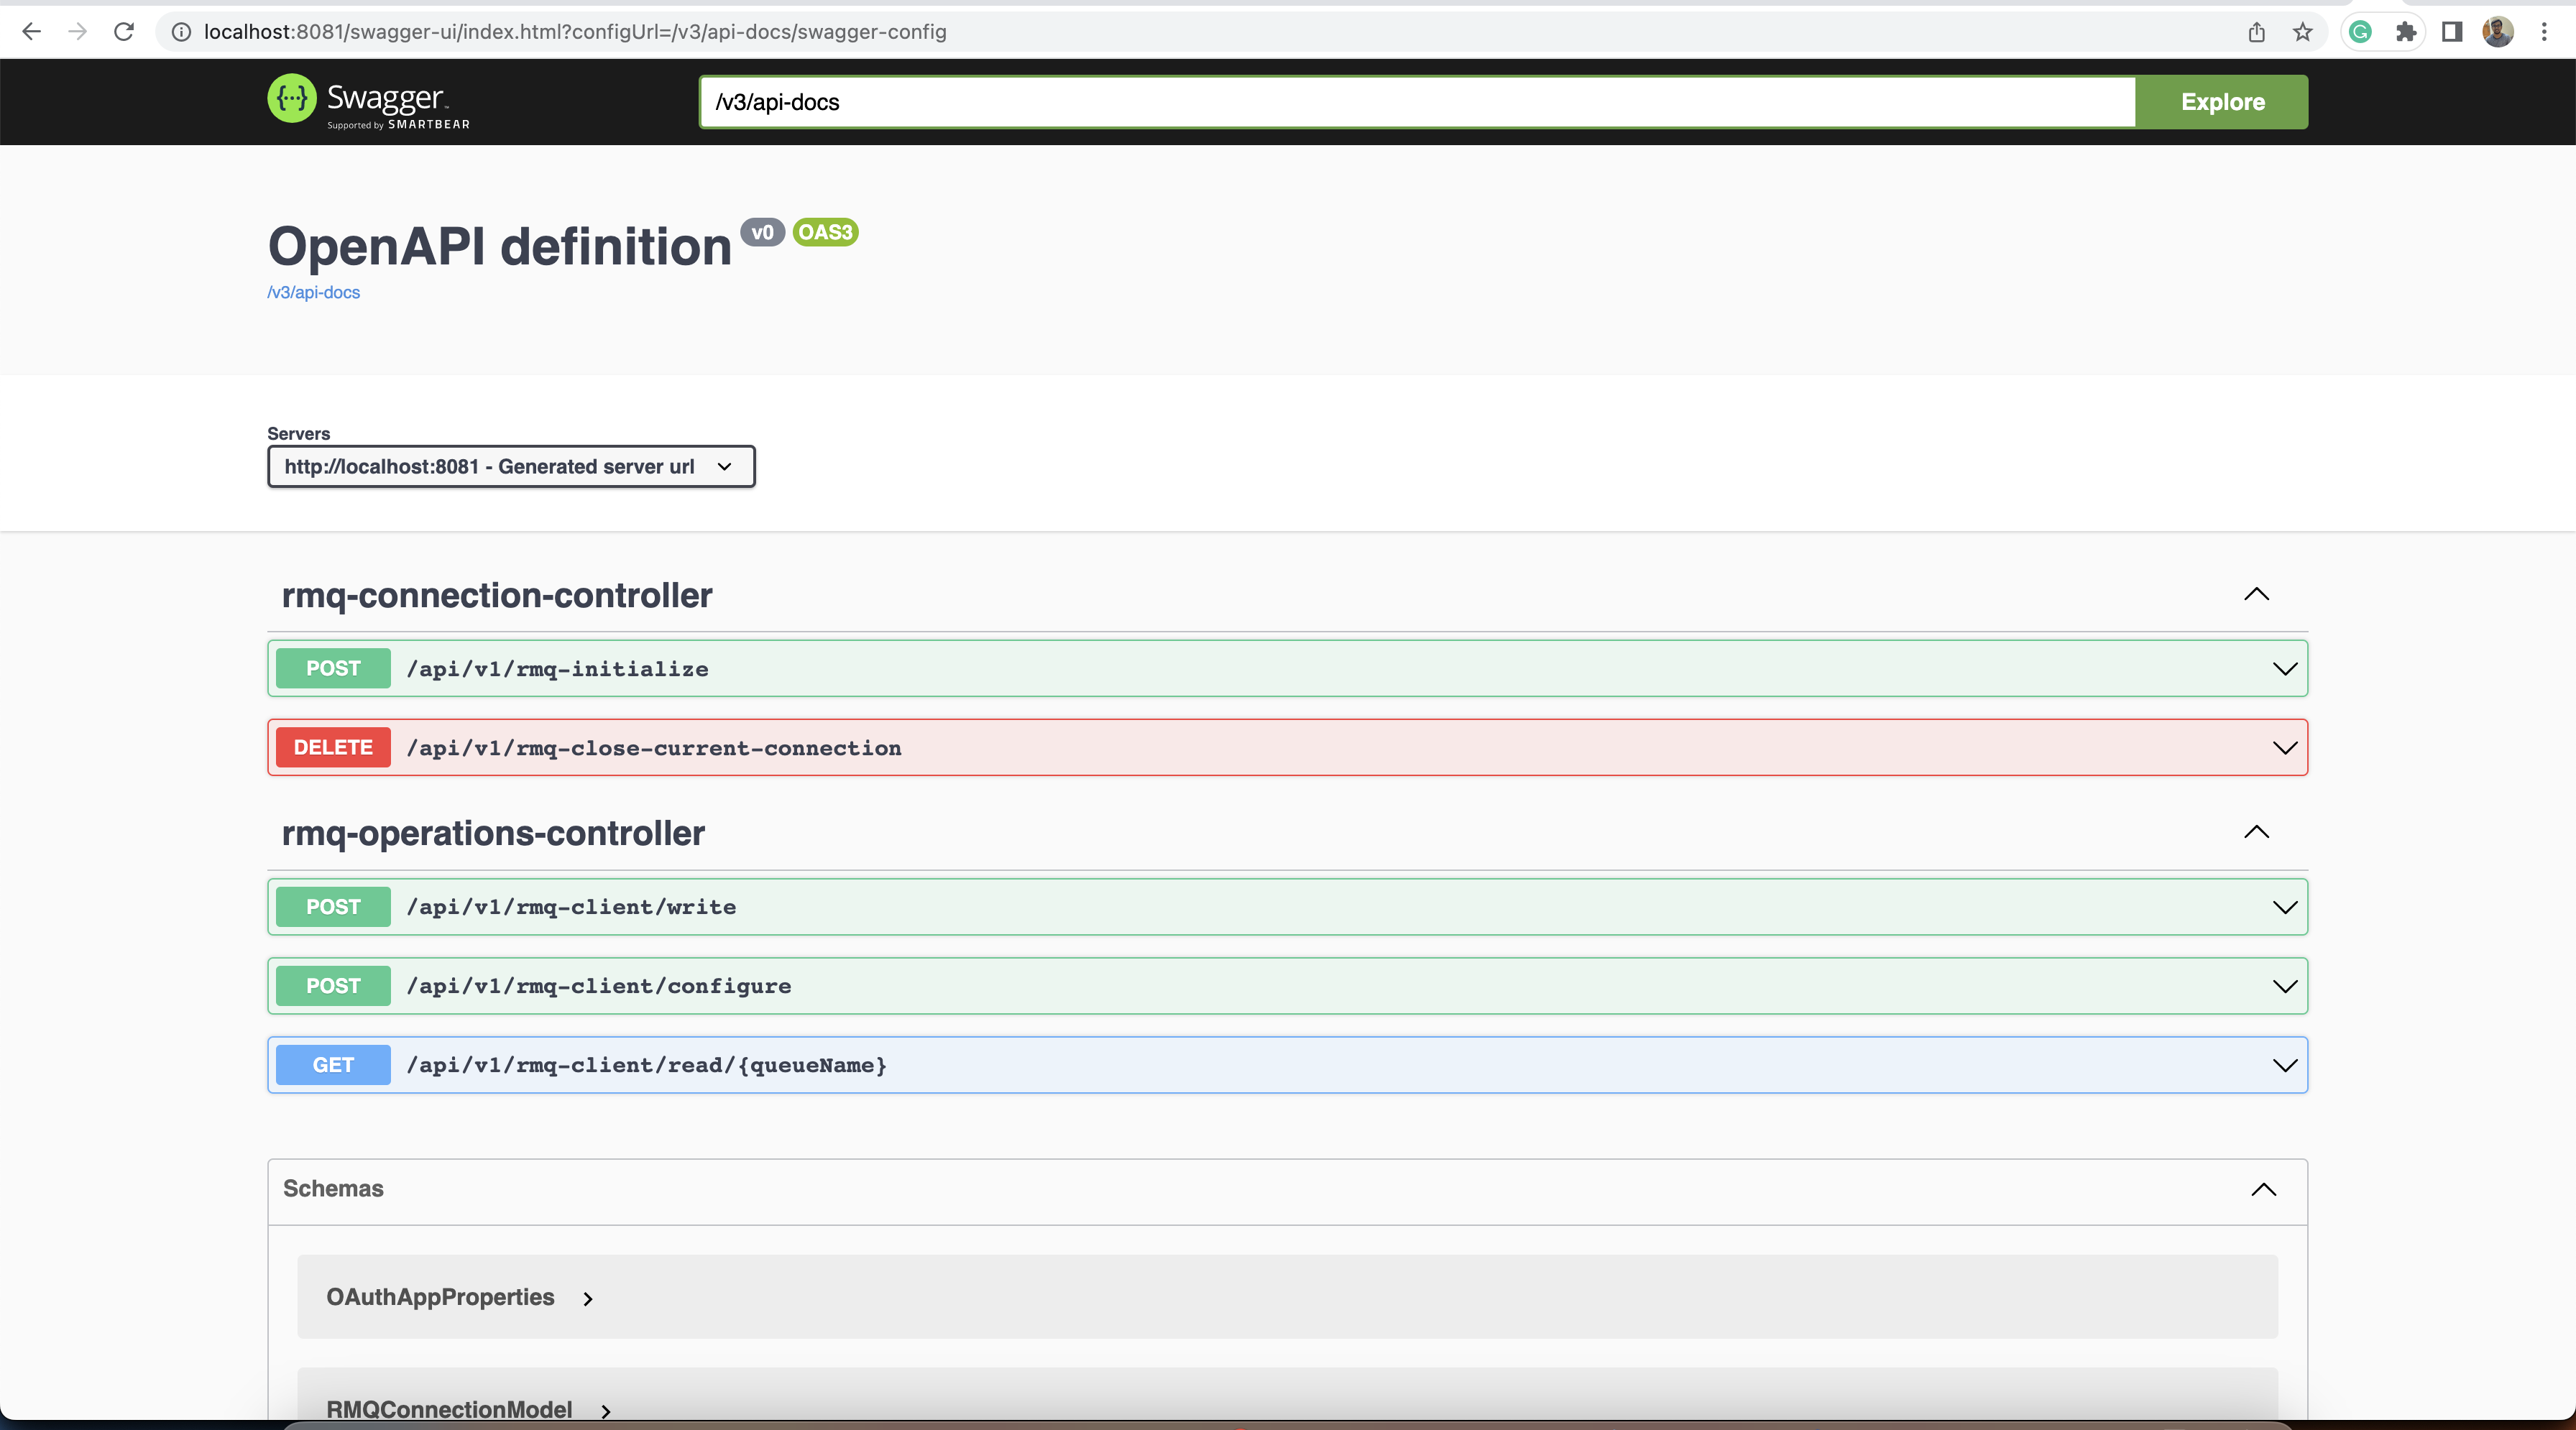 localhost:8081/swagger-ui/index.html?configUrl=/v3/api-docs/swagger-config
{···} Swagger™
Supported by SMARTBEAR
/v3/api-docs
Explore
OpenAPI definition v0 OAS3
/v3/api-docs
Servers
http://localhost:8081 - Generated server url
rmq-connection-controller
POST /api/v1/rmq-initialize
DELETE /api/v1/rmq-close-current-connection
rmq-operations-controller
POST /api/v1/rmq-client/write
POST /api/v1/rmq-client/configure
GET /api/v1/rmq-client/read/{queueName}
Schemas
OAuthAppProperties
RMQConnectionModel